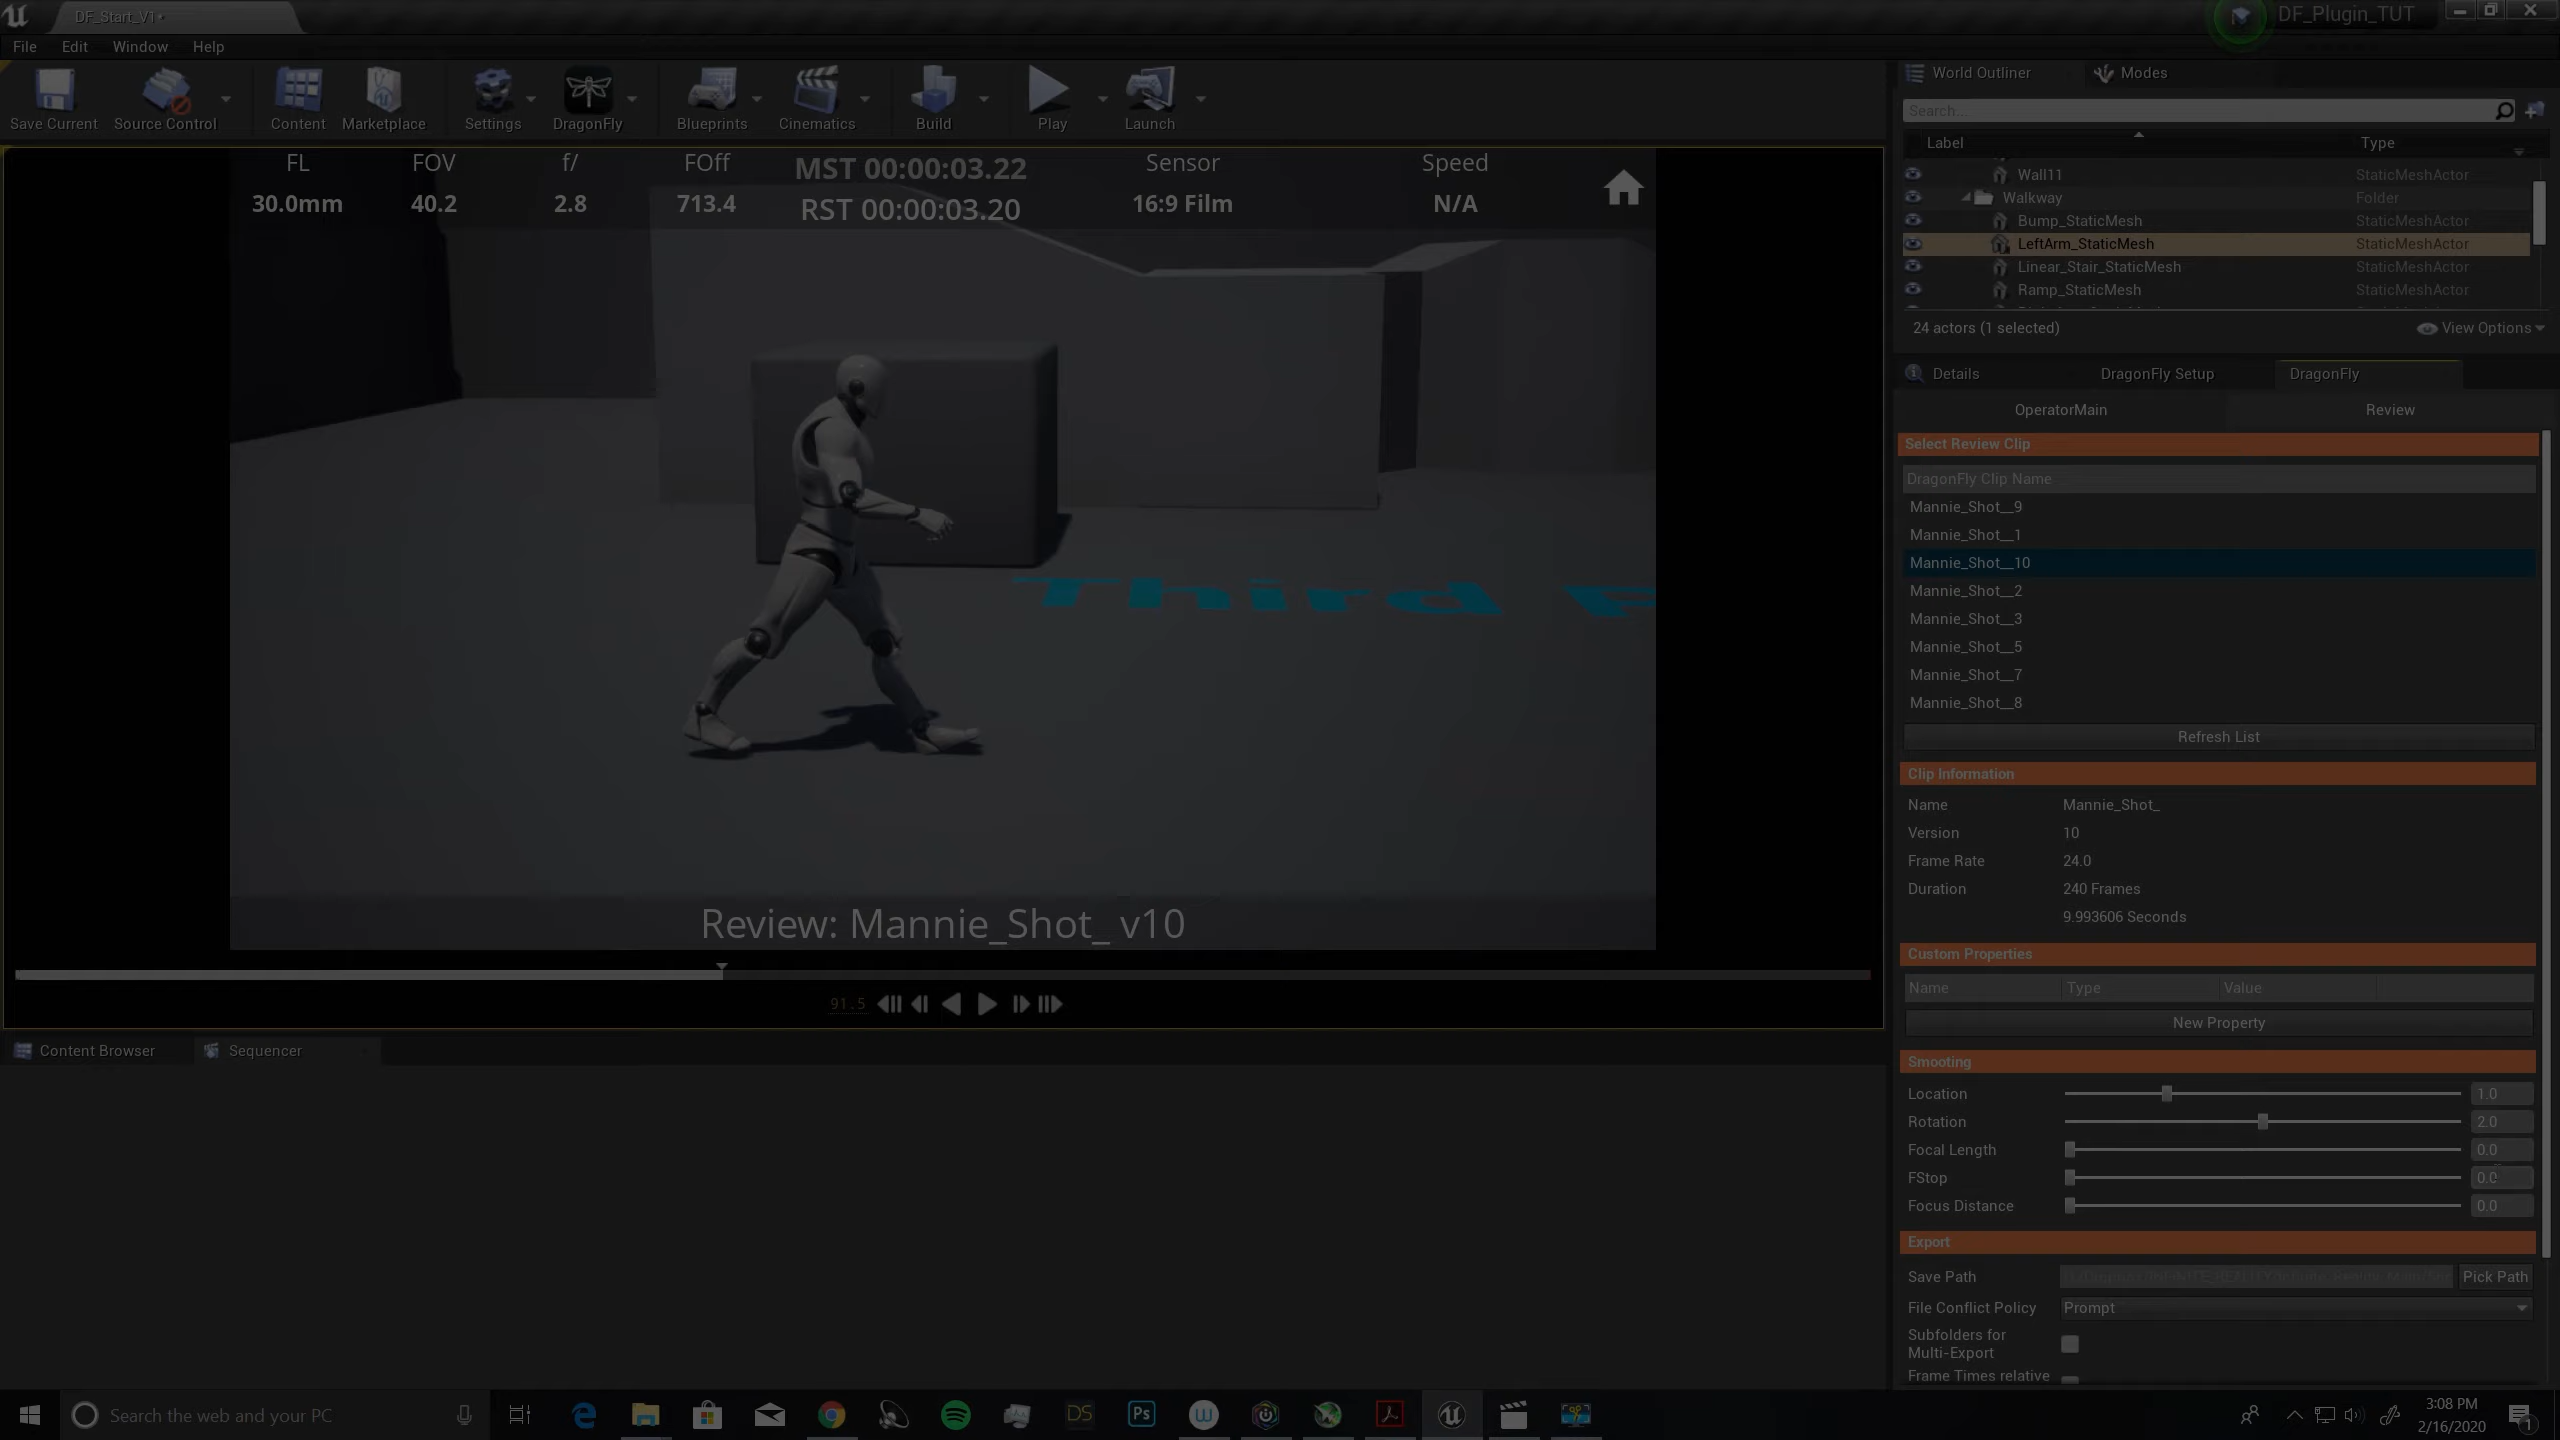 DF_Start_V1*
DF_Plugin_TUT
File Edit Window Help
Save Current Source Control Content Marketplace Settings DragonFly Blueprints Cinematics Build Play Launch
World Outliner Modes
Search...
Label Type
Wall11 StaticMeshActor
Walkway Folder
Bump_StaticMesh StaticMeshActor
LeftArm_StaticMesh StaticMeshActor
Linear_Stair_StaticMesh StaticMeshActor
Ramp_StaticMesh StaticMeshActor
24 actors (1 selected) View Options
FL FOV f/ FOff MST 00:00:03.22 Sensor Speed
30.0mm 40.2 2.8 713.4 RST 00:00:03.20 16:9 Film N/A
Third P
Review: Mannie_Shot_ v10
91.5
Content Browser Sequencer
Details DragonFly Setup DragonFly
OperatorMain Review
Select Review Clip
DragonFly Clip Name
Mannie_Shot__9
Mannie_Shot__1
Mannie_Shot__10
Mannie_Shot__2
Mannie_Shot__3
Mannie_Shot__5
Mannie_Shot__7
Mannie_Shot__8
Refresh List
Clip Information
Name Mannie_Shot_
Version 10
Frame Rate 24.0
Duration 240 Frames
9.993606 Seconds
Custom Properties
Name Type Value
New Property
Smooting
Location 1.0
Rotation 2.0
Focal Length 0.0
FStop 0.0
Focus Distance 0.0
Export
Save Path Pick Path
File Conflict Policy Prompt
Subfolders for
Multi-Export
Frame Times relative
Search the web and your PC
DS
Ps
3:08 PM
2/16/2020
1